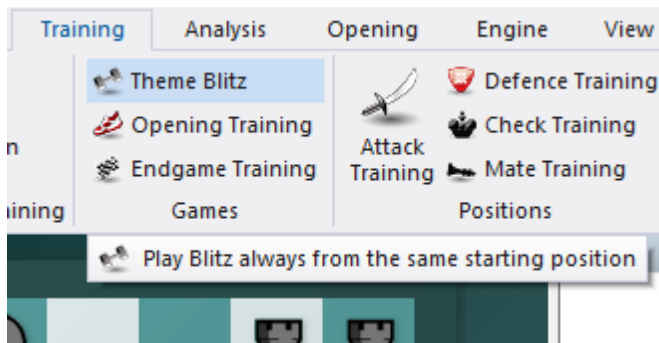 Training Analysis Opening Engine View
Theme Blitz
Opening Training
Endgame Training
Games
Attack
Training
Defence Training
Check Training
Mate Training
Positions
Play Blitz always from the same starting position